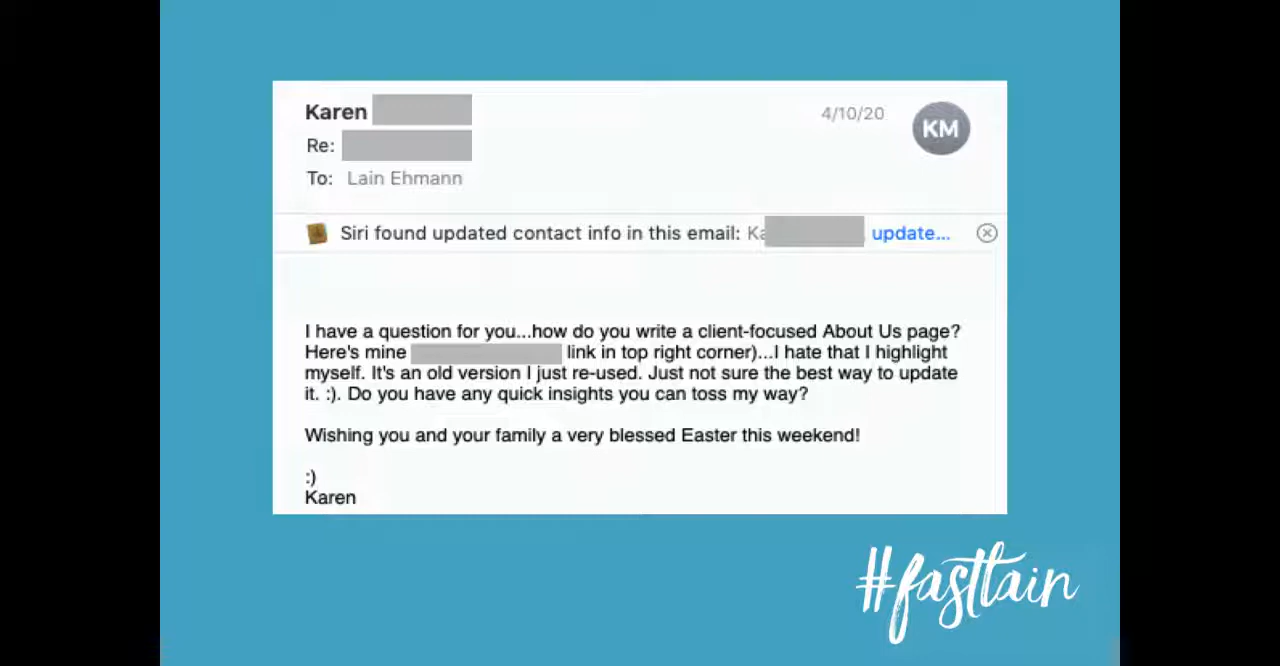 Karen
4/10/20
KM
Re:
To: Lain Ehmann
Siri found updated contact info in this email: Ka update...
I have a question for you...how do you write a client-focused About Us page?
Here's mine link in top right corner)...I hate that I highlight
myself. It's an old version I just re-used. Just not sure the best way to update
it. :). Do you have any quick insights you can toss my way?
Wishing you and your family a very blessed Easter this weekend!
:)
Karen
#fastlain